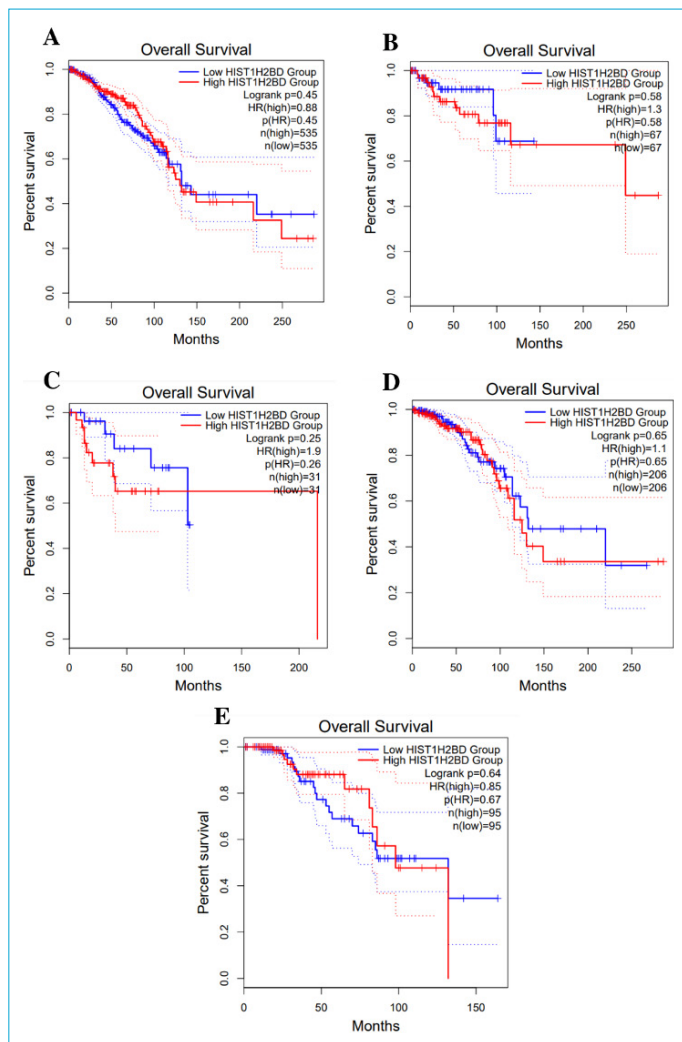 A
Overall Survival
Low HIST1H2BD Group
High HIST1H2BD Group
Logrank p=0.45
HR(high)=0.88
p(HR)=0.45
n(high)=535
n(low)=535
Percent survival
0.0 0.2 0.4 0.6 0.8 1.0
0 50 100 150 200 250
Months
B
Overall Survival
Low HIST1H2BD Group
High HIST1H2BD Group
Logrank p=0.58
HR(high)=1.3
p(HR)=0.58
n(high)=67
n(low)=67
Percent survival
0.0 0.2 0.4 0.6 0.8 1.0
0 50 100 150 200 250
Months
C
Overall Survival
Low HIST1H2BD Group
High HIST1H2BD Group
Logrank p=0.25
HR(high)=1.9
p(HR)=0.26
n(high)=31
n(low)=31
Percent survival
0.0 0.2 0.4 0.6 0.8 1.0
0 50 100 150 200
Months
D
Overall Survival
Low HIST1H2BD Group
High HIST1H2BD Group
Logrank p=0.65
HR(high)=1.1
p(HR)=0.65
n(high)=206
n(low)=206
Percent survival
0.0 0.2 0.4 0.6 0.8 1.0
0 50 100 150 200 250
Months
E
Overall Survival
Low HIST1H2BD Group
High HIST1H2BD Group
Logrank p=0.64
HR(high)=0.85
p(HR)=0.67
n(high)=95
n(low)=95
Percent survival
0.0 0.2 0.4 0.6 0.8 1.0
0 50 100 150
Months